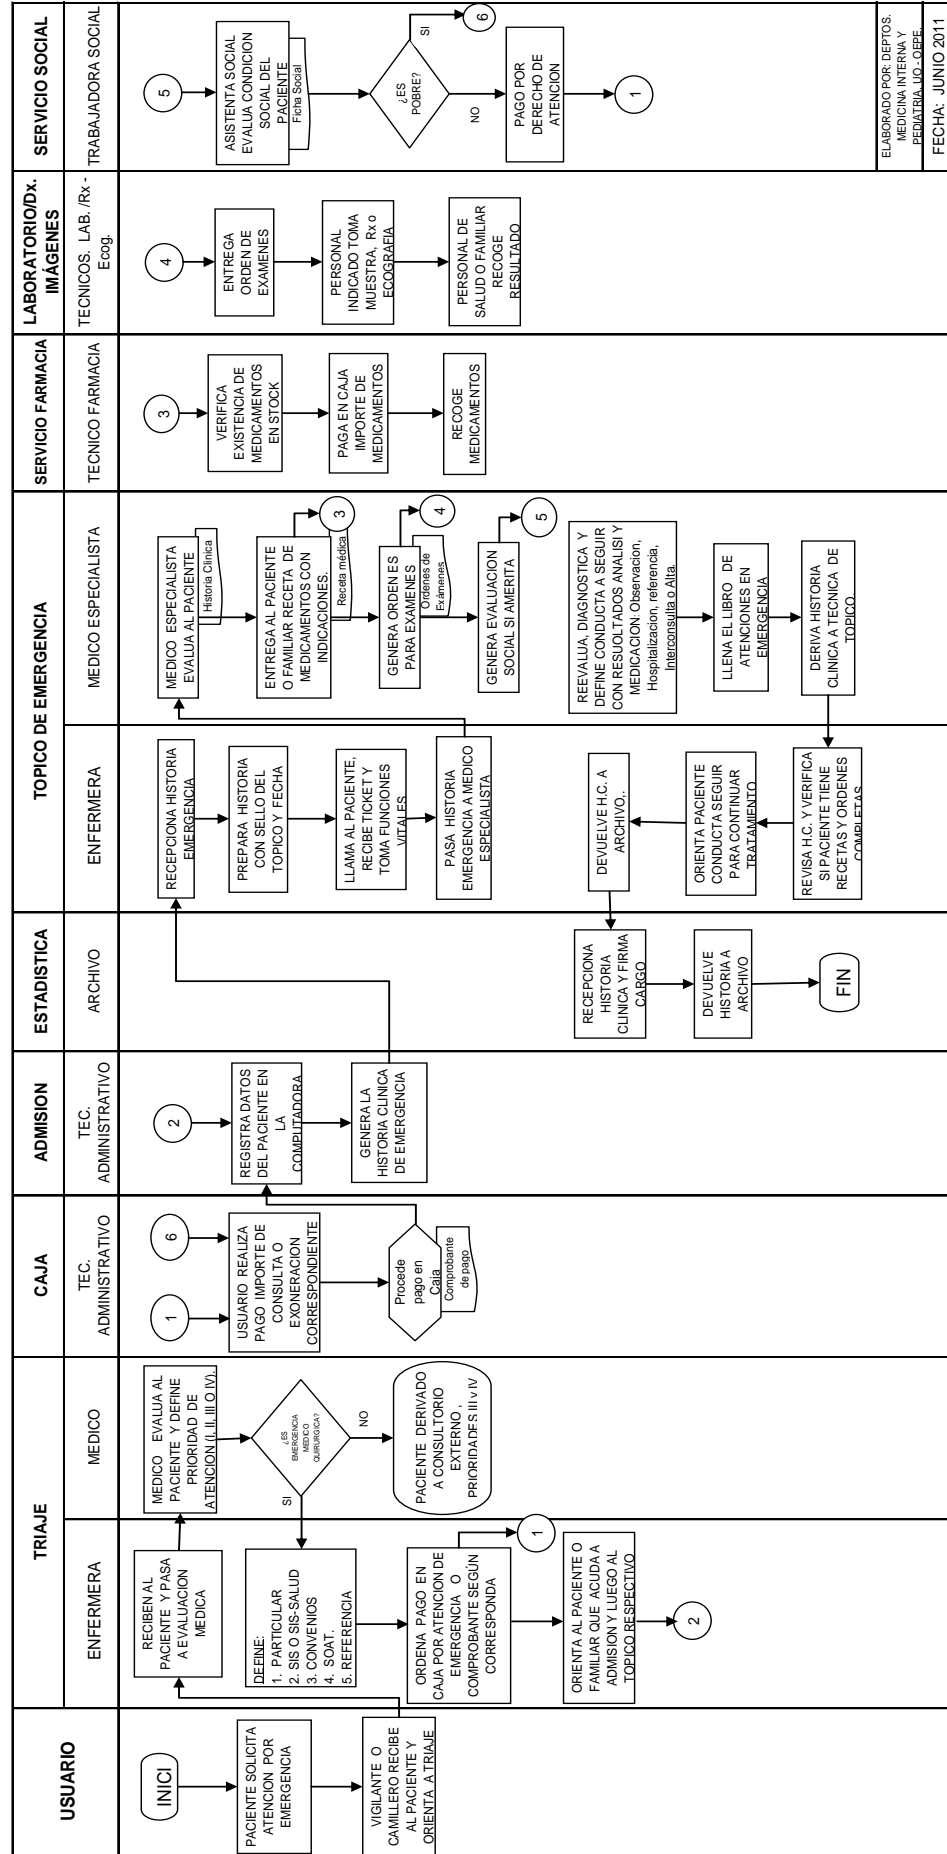 USUARIO
INICI
PACIENTE SOLICITA
ATENCION POR
EMERGENCIA
VIGILANTE O
CAMILLERO RECIBE
AL PACIENTE Y
ORIENTA A TRIAJE
TRIAJE
ENFERMERA
RECIBEN AL
PACIENTE Y PASA
A EVALUACION
MEDICA
DEFINE:
1. PARTICULAR
2. SIS O SIS-SALUD
3. CONVENIOS
4. SOAT.
5. REFERENCIA
ORDENA PAGO EN
CAJA POR ATENCION DE
EMERGENCIA O
COMPROBANTE SEGÚN
CORRESPONDA
1
ORIENTA AL PACIENTE O
FAMILIAR QUE ACUDA A
ADMISION Y LUEGO AL
TOPICO RESPECTIVO
2
MEDICO
MEDICO EVALUA AL
PACIENTE Y DEFINE
PRIORIDAD DE
ATENCION (I, II, III O IV).
¿ES
EMERGENCIA
MEDICO
QUIRURGICA?
SI
NO
PACIENTE DERIVADO
A CONSULTORIO
EXTERNO ,
PRIORIDADES III y IV
CAJA
TEC.
ADMINISTRATIVO
1
6
USUARIO REALIZA
PAGO IMPORTE DE
CONSULTA O
EXONERACION
CORRESPONDIENTE
Procede
pago en
Caja
Comprobante
de pago
ADMISION
TEC.
ADMINISTRATIVO
2
REGISTRA DATOS
DEL PACIENTE EN
LA
COMPUTADORA
GENERA LA
HISTORIA CLINICA
DE EMERGENCIA
ESTADISTICA
ARCHIVO
RECEPCIONA
HISTORIA
CLINICA Y FIRMA
CARGO
DEVUELVE
HISTORIA A
ARCHIVO
FIN
TOPICO DE EMERGENCIA
ENFERMERA
RECEPCIONA HISTORIA
EMERGENCIA
PREPARA HISTORIA
CON SELLO DEL
TOPICO Y FECHA
LLAMA AL PACIENTE,
RECIBE TICKET Y
TOMA FUNCIONES
VITALES
PASA HISTORIA
EMERGENCIA A MEDICO
ESPECIALISTA
DEVUELVE H.C. A
ARCHIVO,.
ORIENTA PACIENTE
CONDUCTA SEGUIR
PARA CONTINUAR
TRATAMIENTO
REVISA H.C. Y VERIFICA
SI PACIENTE TIENE
RECETAS Y ORDENES
COMPLETAS
MEDICO ESPECIALISTA
MEDICO ESPECIALISTA
EVALUA AL PACIENTE
Historia Clinica
ENTREGA AL PACIENTE
O FAMILIAR RECETA DE
MEDICAMENTOS CON
INDICACIONES.
Receta médica
3
GENERA ORDEN ES
PARA EXAMENES
Ordenes de
Exámenes
4
GENERA EVALUACION
SOCIAL SI AMERITA
5
REEVALUA, DIAGNOSTICA Y
DEFINE CONDUCTA A SEGUIR
CON RESUOLTADOS ANALISI Y
MEDICACION: Observacion,
Hospitalizacion, referencia,
Interconsulta o Alta.
LLENA EL LIBRO DE
ATENCIONES EN
EMERGENCIA
DERIVA HISTORIA
CLINICA A TECNICA DE
TOPICO
SERVICIO FARMACIA
TECNICO FARMACIA
3
VERIFICA
EXISTENCIA DE
MEDICAMENTOS
EN STOCK
PAGA EN CAJA
IMPORTE DE
MEDICAMENTOS
RECOGE
MEDICAMENTOS
LABORATORIO/Dx.
IMÁGENES
TECNICOS. LAB. /Rx -
Ecog.
4
ENTREGA
ORDEN DE
EXAMENES
PERSONAL
INDICADO TOMA
MUESTRA, Rx o
ECOGRAFIA
PERSONAL DE
SALUD O FAMILIAR
RECOGE
RESULTADO
SERVICIO SOCIAL
TRABAJADORA SOCIAL
5
ASISTENTA SOCIAL
EVALUA CONDICION
SOCIAL DEL
PACIENTE
Ficha Social
¿ES
POBRE?
SI
6
NO
PAGO POR
DERECHO DE
ATENCION
1
ELABORADO POR: DEPTOS.
MEDICINA INTERNA Y
PEDIATRIA, UO - OEPE.
FECHA: JUNIO 2011